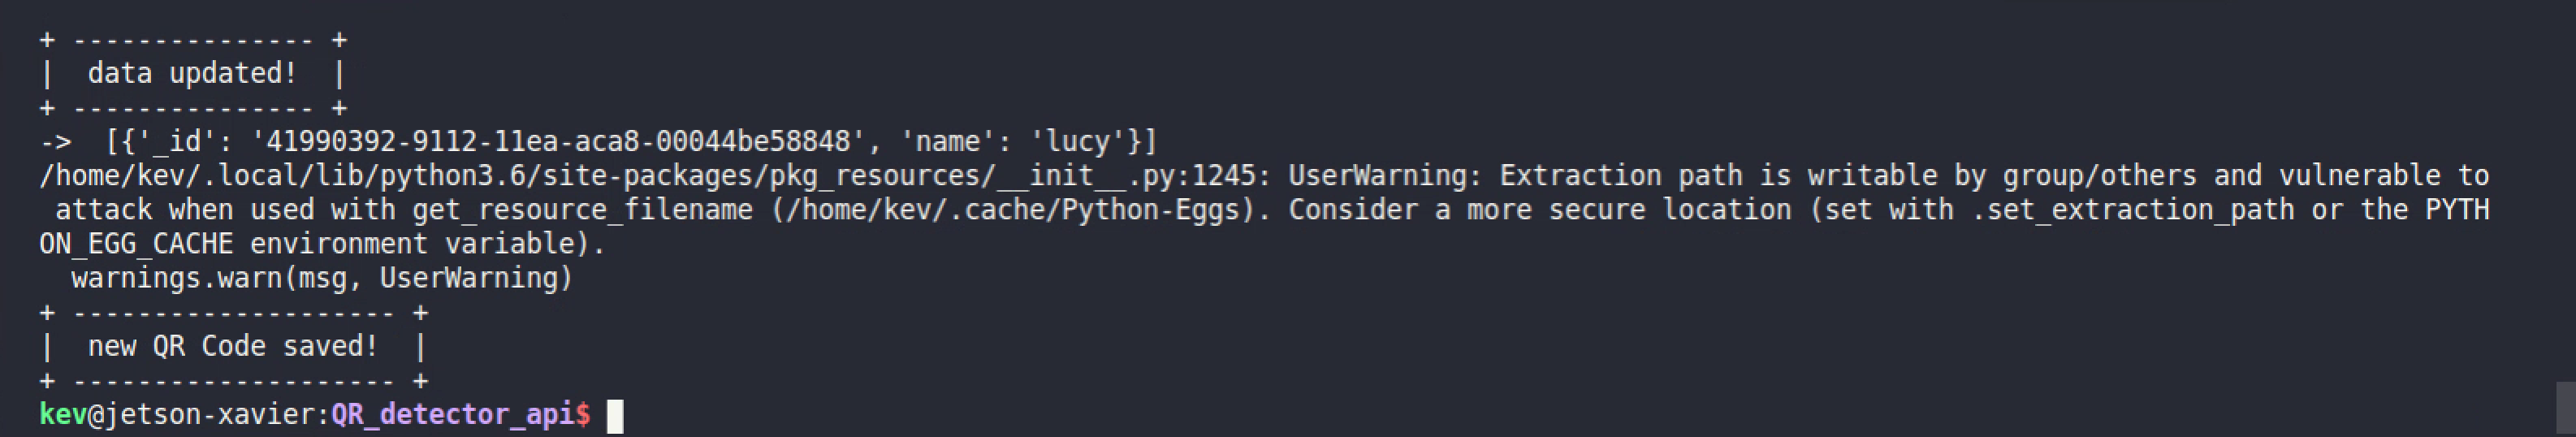 + --------------- +
|  data updated!  |
+ --------------- +
->  [{'_id': '41990392-9112-11ea-aca8-00044be58848', 'name': 'lucy'}]
/home/kev/.local/lib/python3.6/site-packages/pkg_resources/__init__.py:1245: UserWarning: Extraction path is writable by group/others and vulnerable to
 attack when used with get_resource_filename (/home/kev/.cache/Python-Eggs). Consider a more secure location (set with .set_extraction_path or the PYTH
ON_EGG_CACHE environment variable).
  warnings.warn(msg, UserWarning)
+ -------------------- +
|  new QR Code saved!  |
+ -------------------- +
kev@jetson-xavier:QR_detector_api$